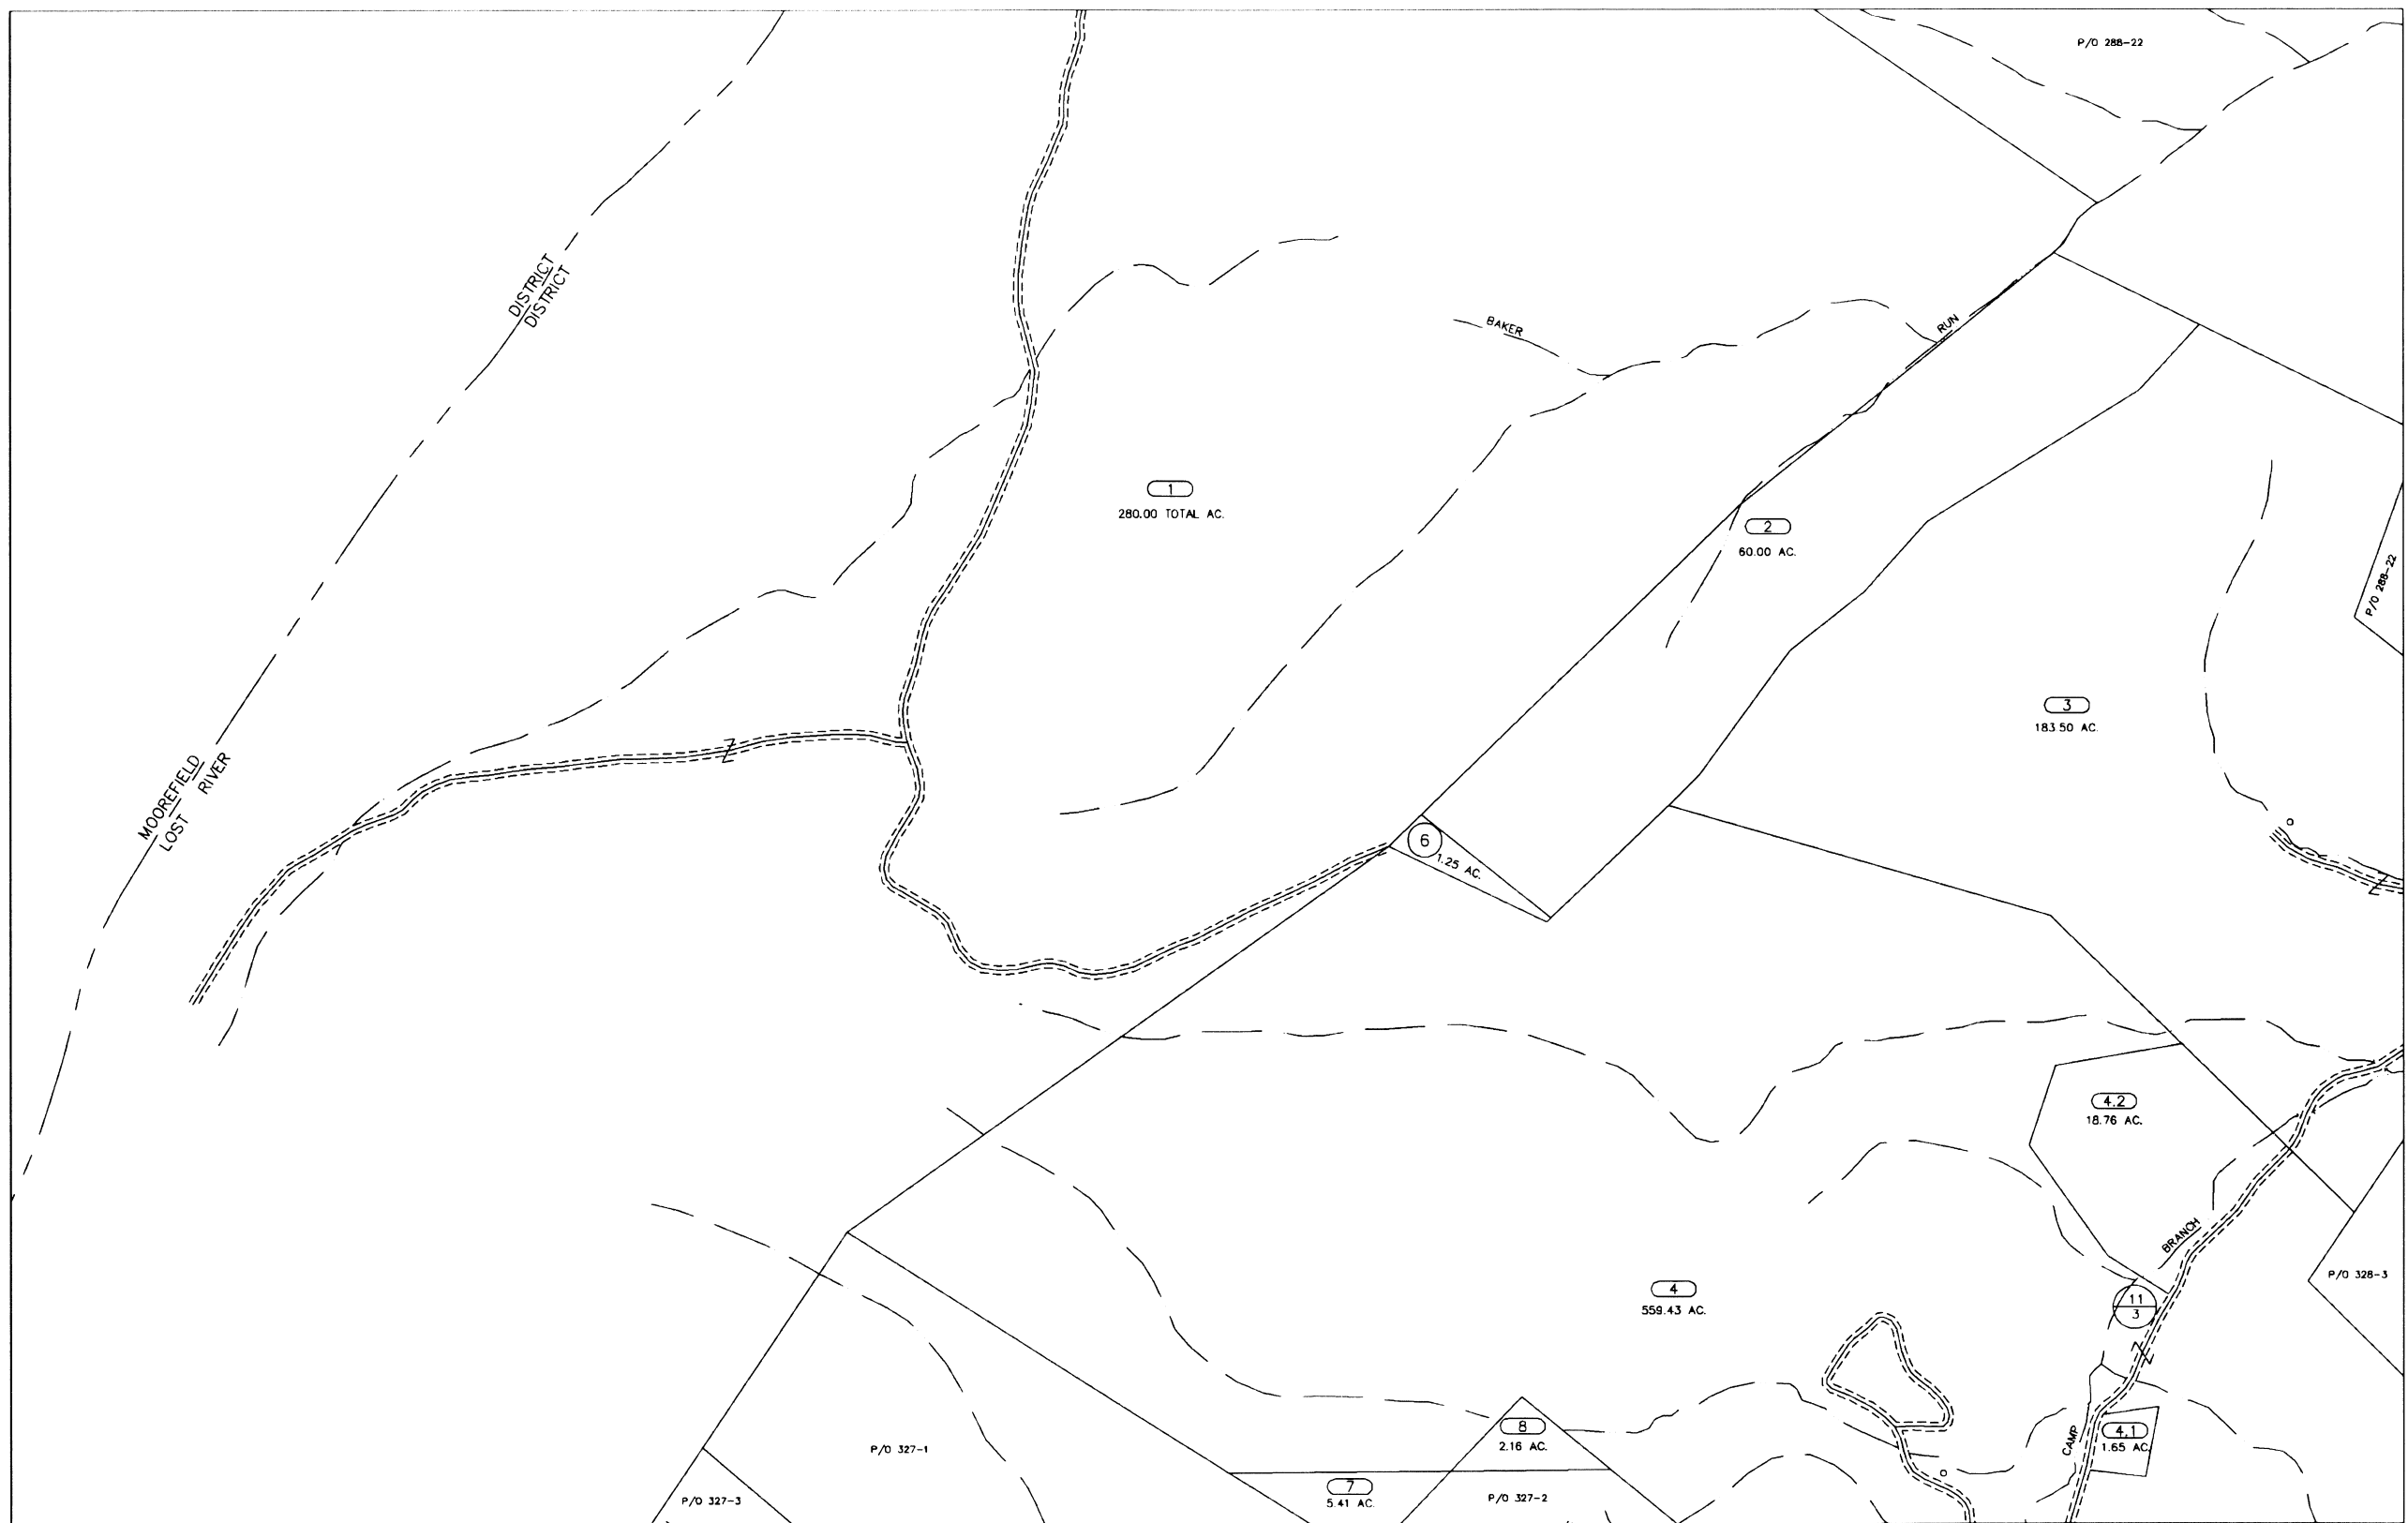 P/O 288-22
DISTRICT
DISTRICT
BAKER
RUN
1
280.00 TOTAL AC.
2
60.00 AC.
P/O 288-22
3
183.50 AC.
MOOREFIELD
LOST RIVER
6
1.25 AC.
4.2
18.76 AC.
BRANCH
P/O 328-3
4
559.43 AC.
11
3
CAMP
4.1
1.65 AC.
8
2.16 AC.
P/O 327-1
7
5.41 AC.
P/O 327-2
P/O 327-3